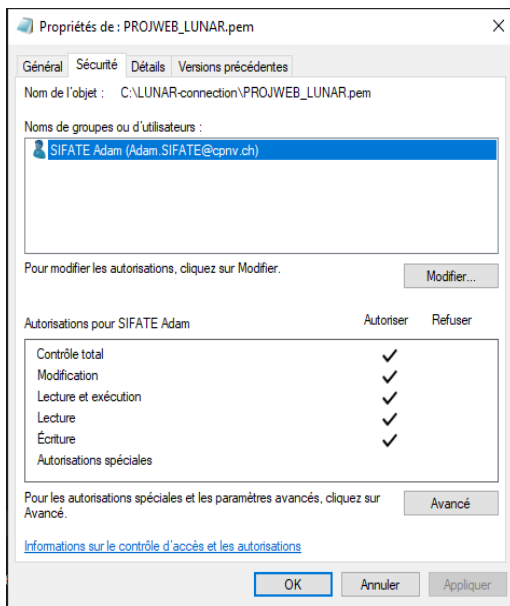 Propriétés de : PROJWEB_LUNAR.pem
Général Sécurité Détails Versions précédentes
Nom de l'objet : C:\LUNAR-connection\PROJWEB_LUNAR.pem
Noms de groupes ou d'utilisateurs :
SIFATE Adam (Adam.SIFATE@cpnv.ch)
Pour modifier les autorisations, cliquez sur Modifier.
Modifier...
Autorisations pour SIFATE Adam Autoriser Refuser
Contrôle total
Modification
Lecture et exécution
Lecture
Écriture
Autorisations spéciales
Pour les autorisations spéciales et les paramètres avancés, cliquez sur
Avancé.
Avancé
Informations sur le contrôle d'accès et les autorisations
OK Annuler Appliquer